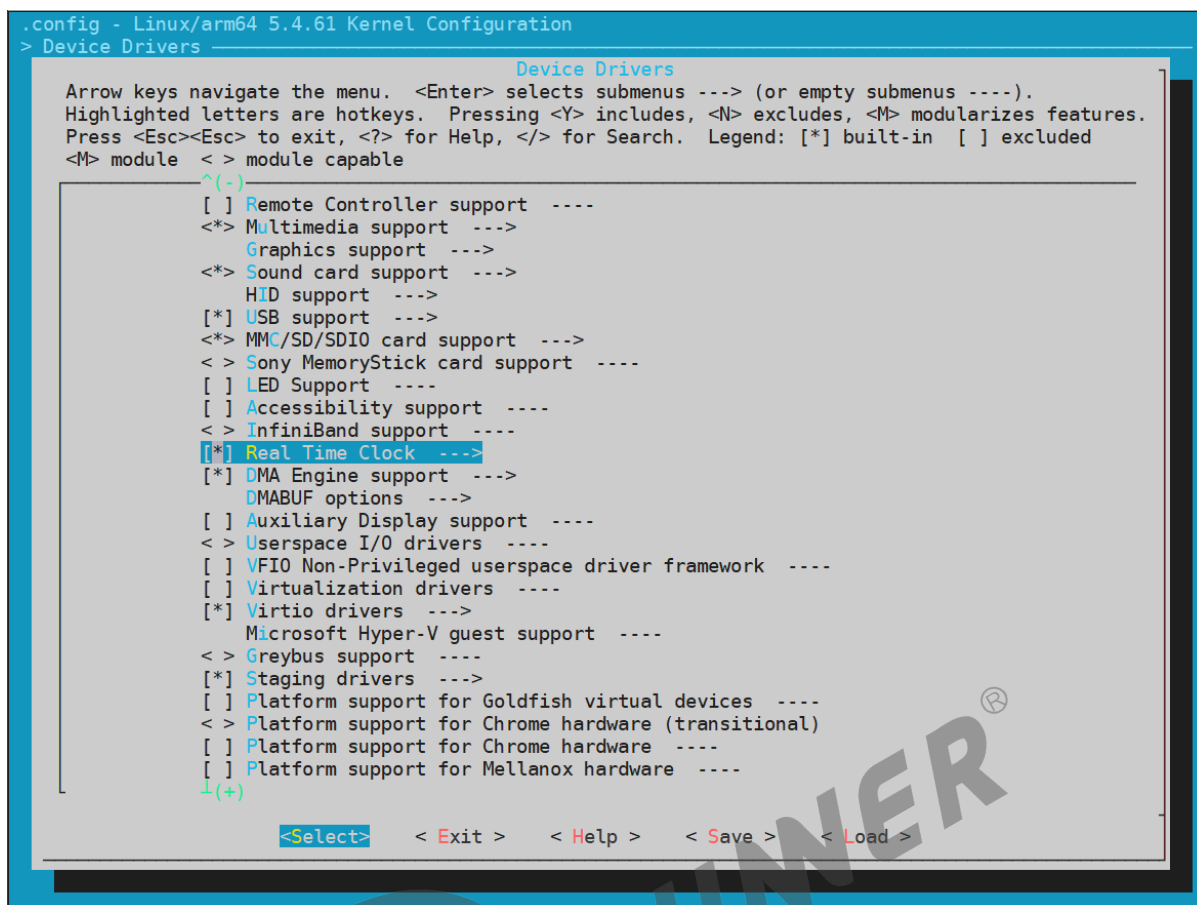 .config - Linux/arm64 5.4.61 Kernel Configuration
> Device Drivers
Device Drivers
Arrow keys navigate the menu. <Enter> selects submenus ---> (or empty submenus ----).
Highlighted letters are hotkeys. Pressing <Y> includes, <N> excludes, <M> modularizes features.
Press <Esc><Esc> to exit, <?> for Help, </> for Search. Legend: [*] built-in [ ] excluded
<M> module < > module capable
^(-)
[ ] Remote Controller support ----
<*> Multimedia support --->
Graphics support --->
<*> Sound card support --->
HID support --->
[*] USB support --->
<*> MMC/SD/SDIO card support --->
< > Sony MemoryStick card support ----
[ ] LED Support ----
[ ] Accessibility support ----
< > InfiniBand support ----
[*] Real Time Clock --->
[*] DMA Engine support --->
DMABUF options --->
[ ] Auxiliary Display support ----
< > Userspace I/O drivers ----
[ ] VFIO Non-Privileged userspace driver framework ----
[ ] Virtualization drivers ----
[*] Virtio drivers --->
Microsoft Hyper-V guest support ----
< > Greybus support ----
[*] Staging drivers --->
[ ] Platform support for Goldfish virtual devices ----
< > Platform support for Chrome hardware (transitional)
[ ] Platform support for Chrome hardware ----
[ ] Platform support for Mellanox hardware ----
┴(+)
<Select> < Exit > < Help > < Save > < Load >